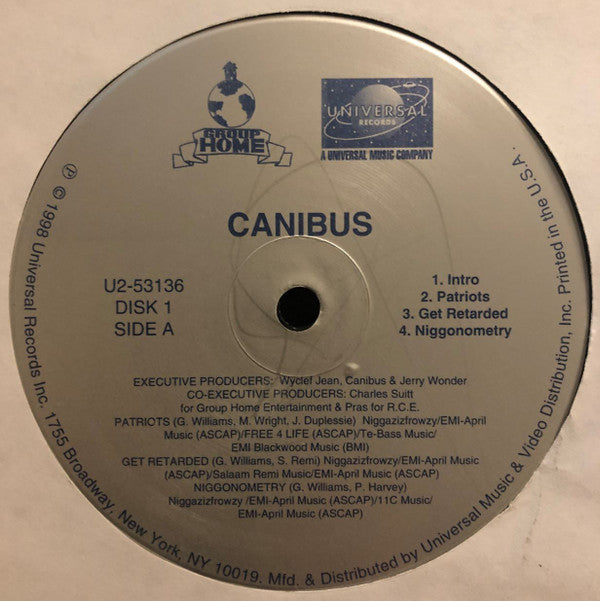 GROUP
HOME
UNIVERSAL
RECORDS
A UNIVERSAL MUSIC COMPANY
CANIBUS
U2-53136
DISK 1
SIDE A
1. Intro
2. Patriots
3. Get Retarded
4. Niggonometry
EXECUTIVE PRODUCERS: Wyclef Jean, Canibus & Jerry Wonder
CO-EXECUTIVE PRODUCERS: Charles Suitt
for Group Home Entertainment & Pras for R.C.E.
PATRIOTS (G. Williams, M. Wright, J. Duplessie) Niggazizfrowzy/EMI-April
Music (ASCAP)/FREE 4 LIFE (ASCAP)/Te-Bass Music/
EMI Blackwood Music (BMI)
GET RETARDED (G. Williams, S. Remi) Niggazizfrowzy/EMI-April Music
(ASCAP)/Salaam Remi Music/EMI-April Music (ASCAP)
NIGGONOMETRY (G. Williams, P. Harvey)
Niggazizfrowzy /EMI-April Music (ASCAP)/11C Music/
EMI-April Music (ASCAP)
℗ © 1998 Universal Records Inc. 1755 Broadway, New York, NY 10019. Mfd. & Distributed by Universal Music & Video Distribution, Inc. Printed in the U.S.A.